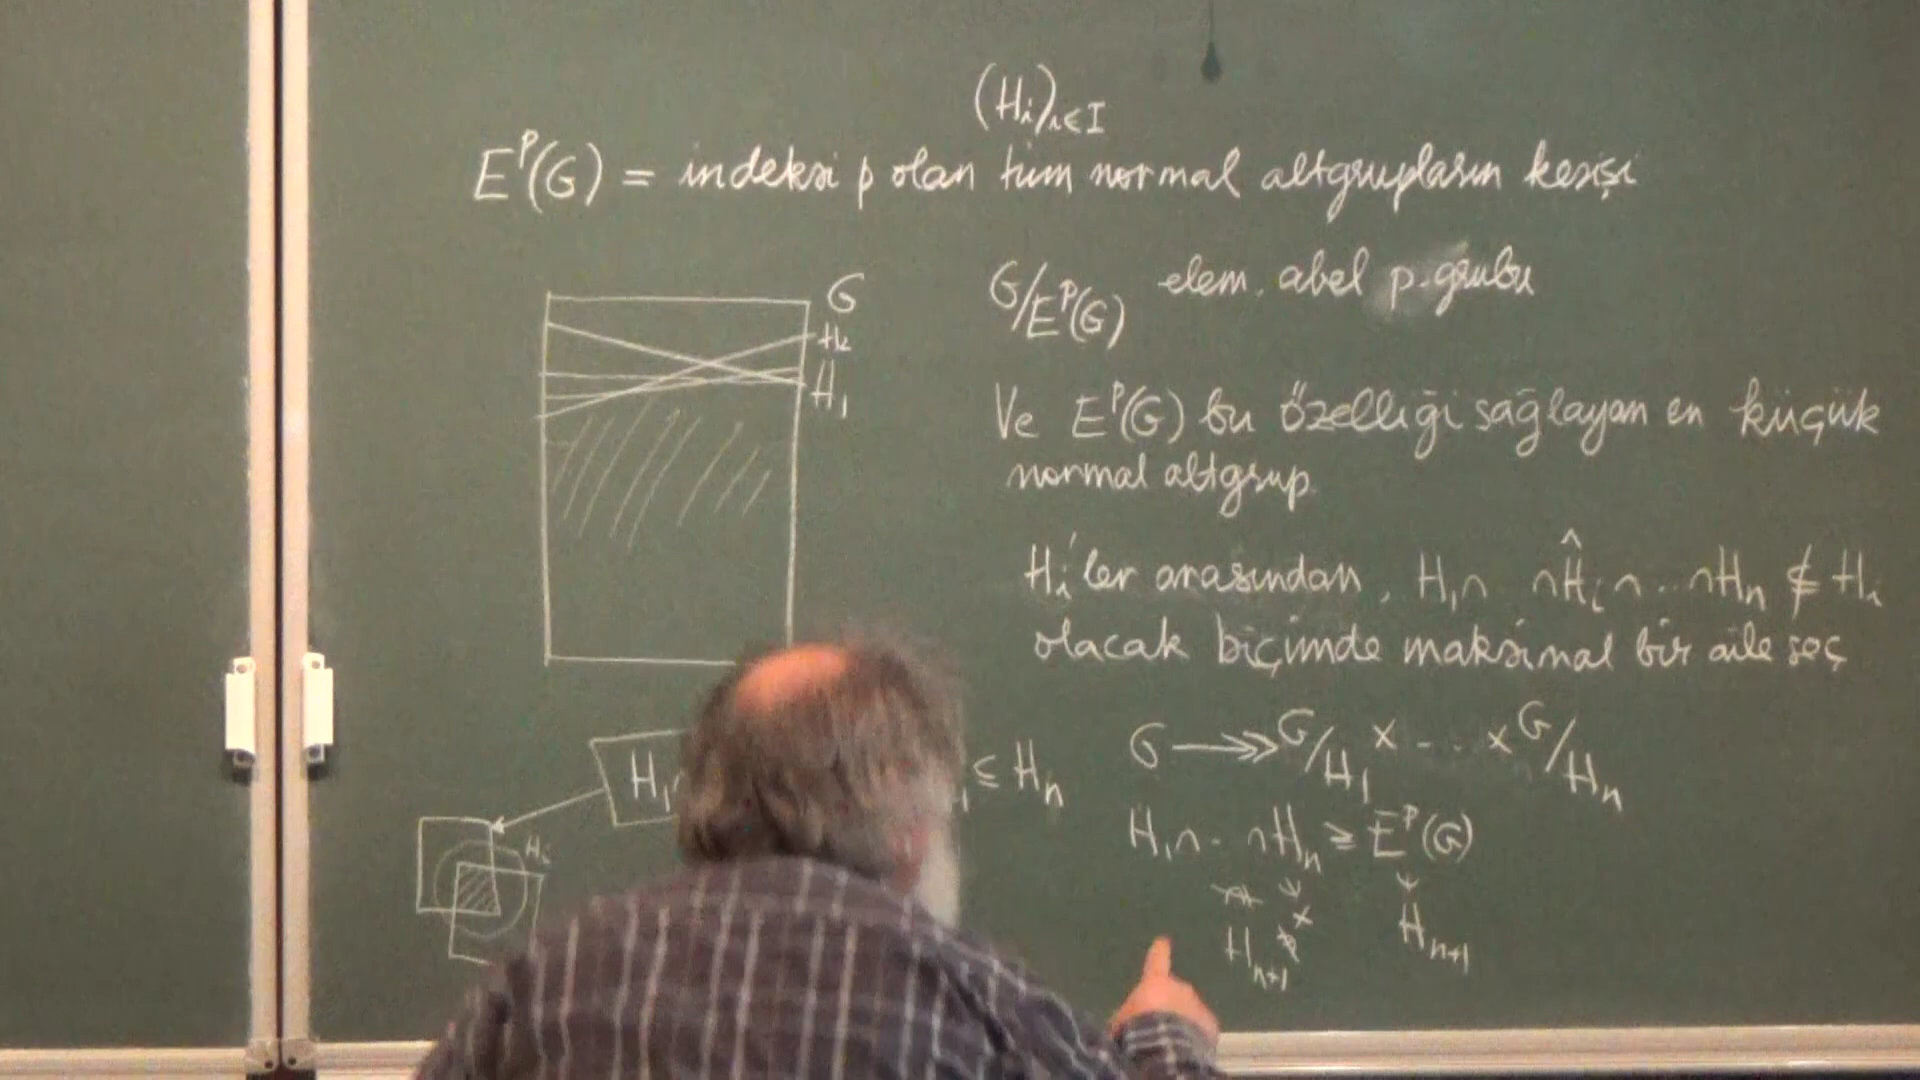 (Hᵢ)ᵢ∈I
Eᵖ(G) = indeksi p olan tüm normal altgrupların kesişi
G/Eᵖ(G) elem. abel p-grubu
G
H₁
Ve Eᵖ(G) bu özelliği sağlayan en küçük
normal altgrup.
Hᵢ'ler arasından, H₁∩ ∩Ĥᵢ∩...∩Hₙ ⊄ Hᵢ
olacak biçimde maksimal bir aile seç
G ↠ G/H₁ × ... × G/Hₙ
H₁∩ ⊆ Hₙ
Hᵢ
H₁∩..∩Hₙ ≥ Eᵖ(G)
Hₙ₊₁ Hₙ₊₁